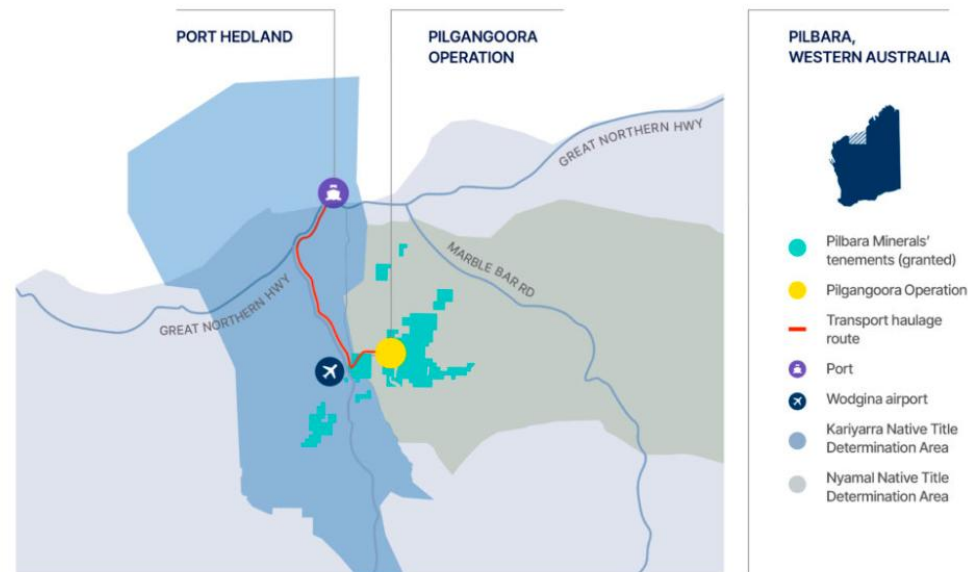 PORT HEDLAND
PILGANGOORA
OPERATION
PILBARA,
WESTERN AUSTRALIA
GREAT NORTHERN HWY
MARBLE BAR RD
GREAT NORTHERN HWY
Pilbara Minerals'
tenements (granted)
Pilgangoora Operation
Transport haulage
route
Port
Wodgina airport
Kariyarra Native Title
Determination Area
Nyamal Native Title
Determination Area